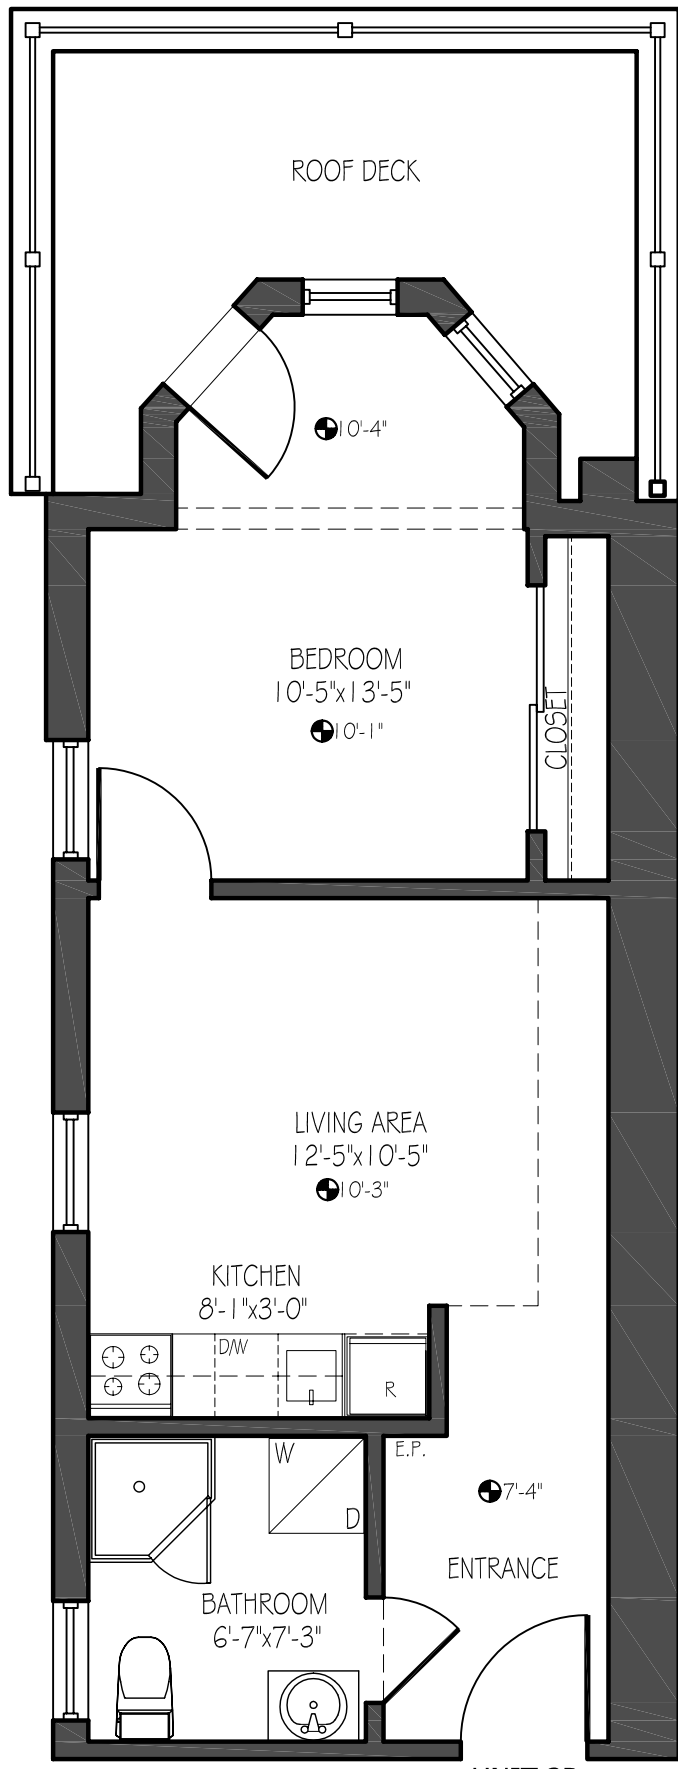 ROOF DECK
10'-4"
BEDROOM
10'-5"x13'-5"
10'-1"
CLOSET
LIVING AREA
12'-5"x10'-5"
10'-3"
KITCHEN
8'-1"x3'-0"
D/W
R
W
E.P.
D
7'-4"
ENTRANCE
BATHROOM
6'-7"x7'-3"